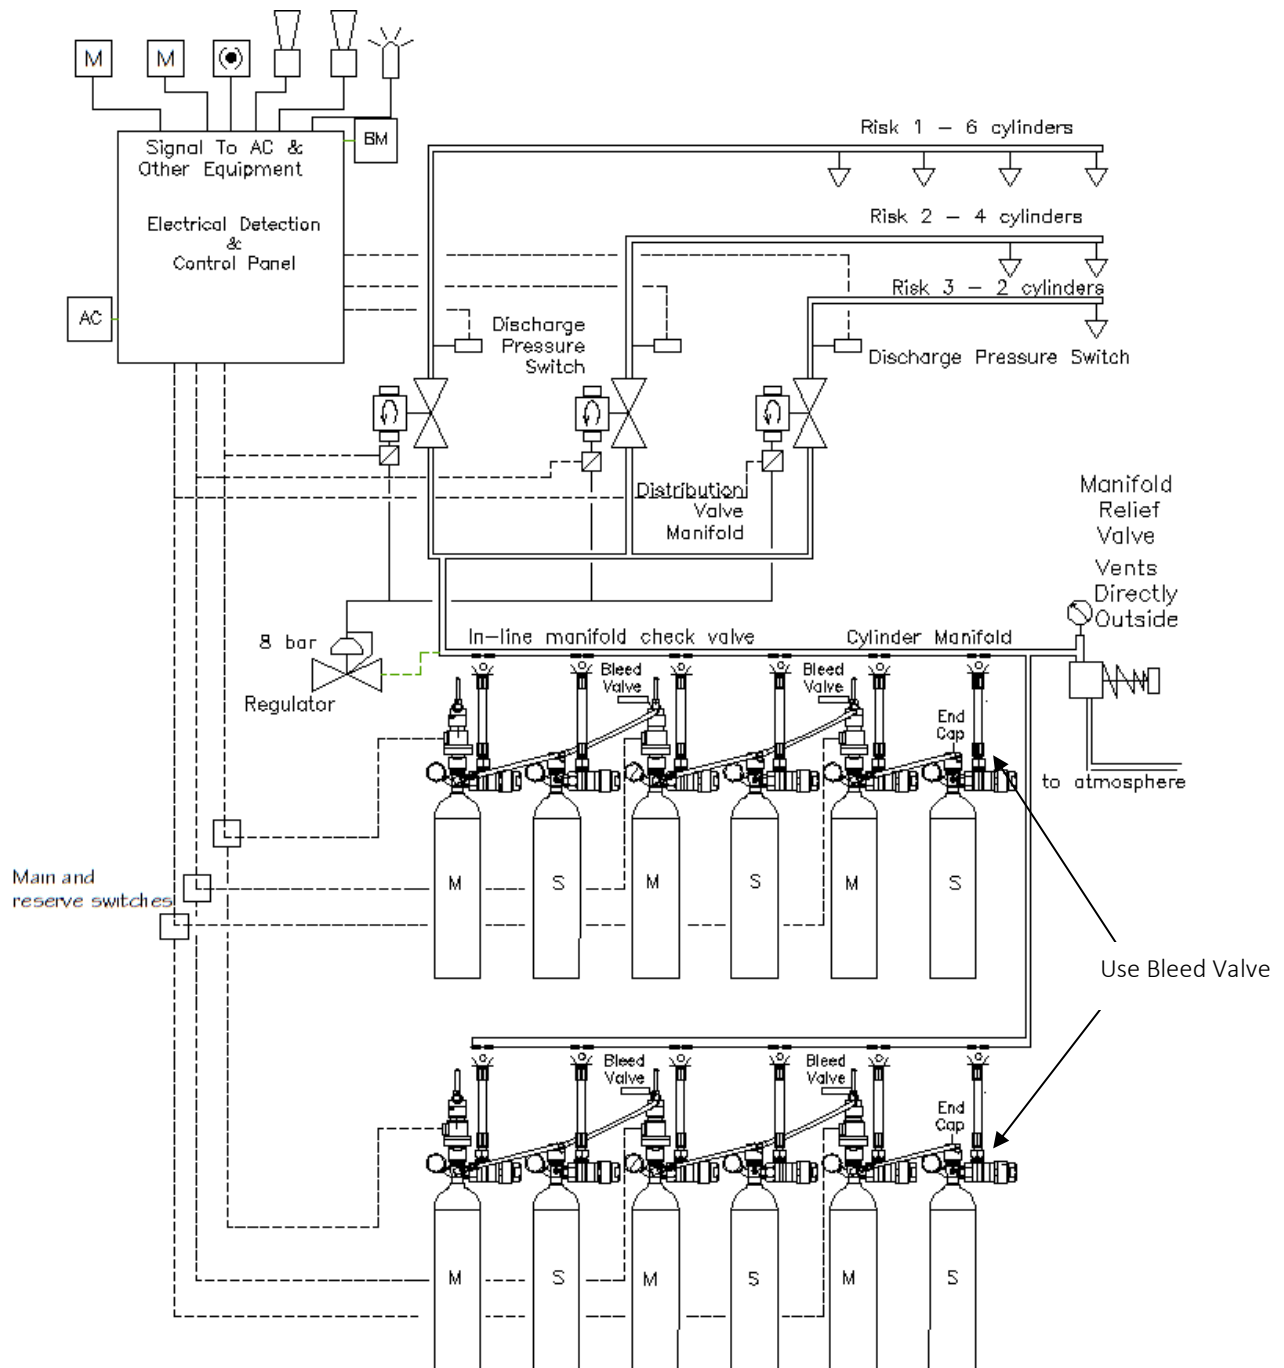 M
M
BM
Signal To AC &
Other Equipment
Electrical Detection
&
Control Panel
AC
Risk 1 - 6 cylinders
Risk 2 - 4 cylinders
Risk 3 - 2 cylinders
Discharge
Pressure
Switch
Discharge Pressure Switch
Distribution
Valve
Manifold
Manifold
Relief
Valve
Vents
Directly
Outside
8 bar
Regulator
In-line manifold check valve
Cylinder Manifold
Bleed
Valve
Bleed
Valve
End
Cap
to atmosphere
Main and
reserve switches
M
S
M
S
M
S
Use Bleed Valve
Bleed
Valve
Bleed
Valve
End
Cap
M
S
M
S
M
S